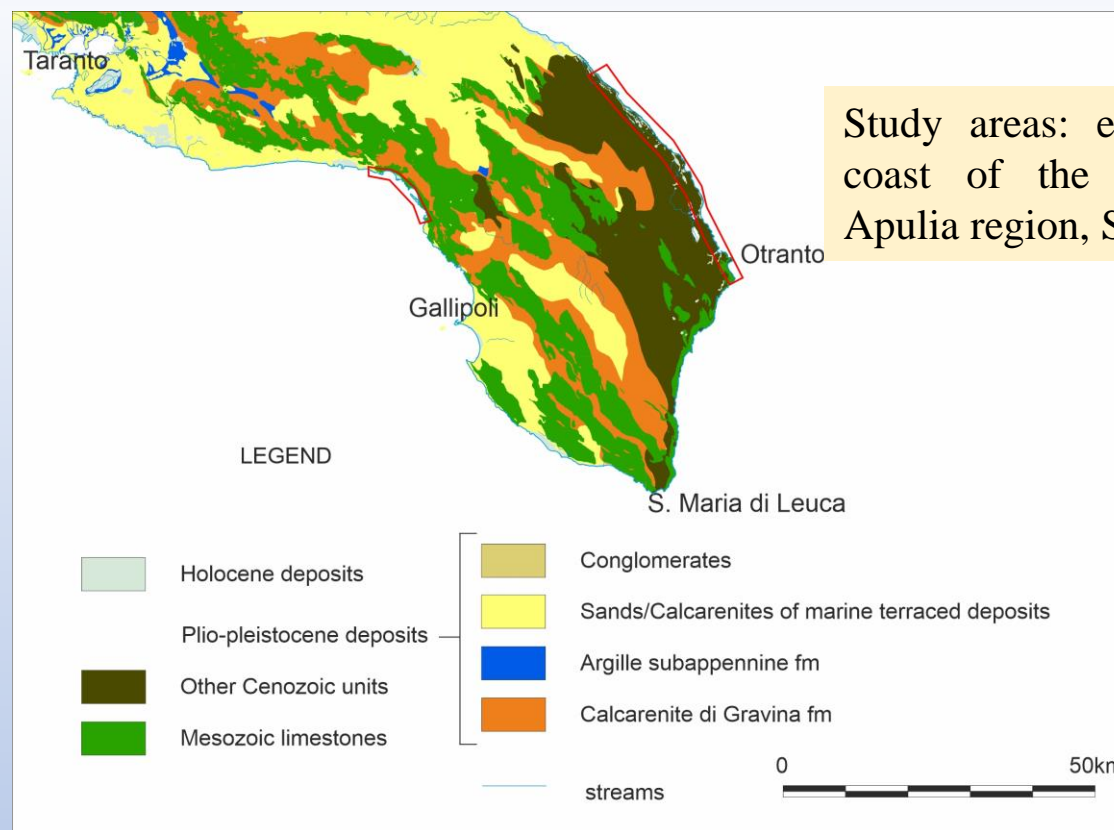 Taranto
Study areas:
coast of the
Apulia region,
Otranto
Gallipoli
LEGEND
S. Maria di Leuca
Holocene deposits
Plio-pleistocene deposits
Other Cenozoic units
Mesozoic limestones
Conglomerates
Sands/Calcarenites of marine terraced deposits
Argille subappennine fm
Calcarenite di Gravina fm
streams
0 50km